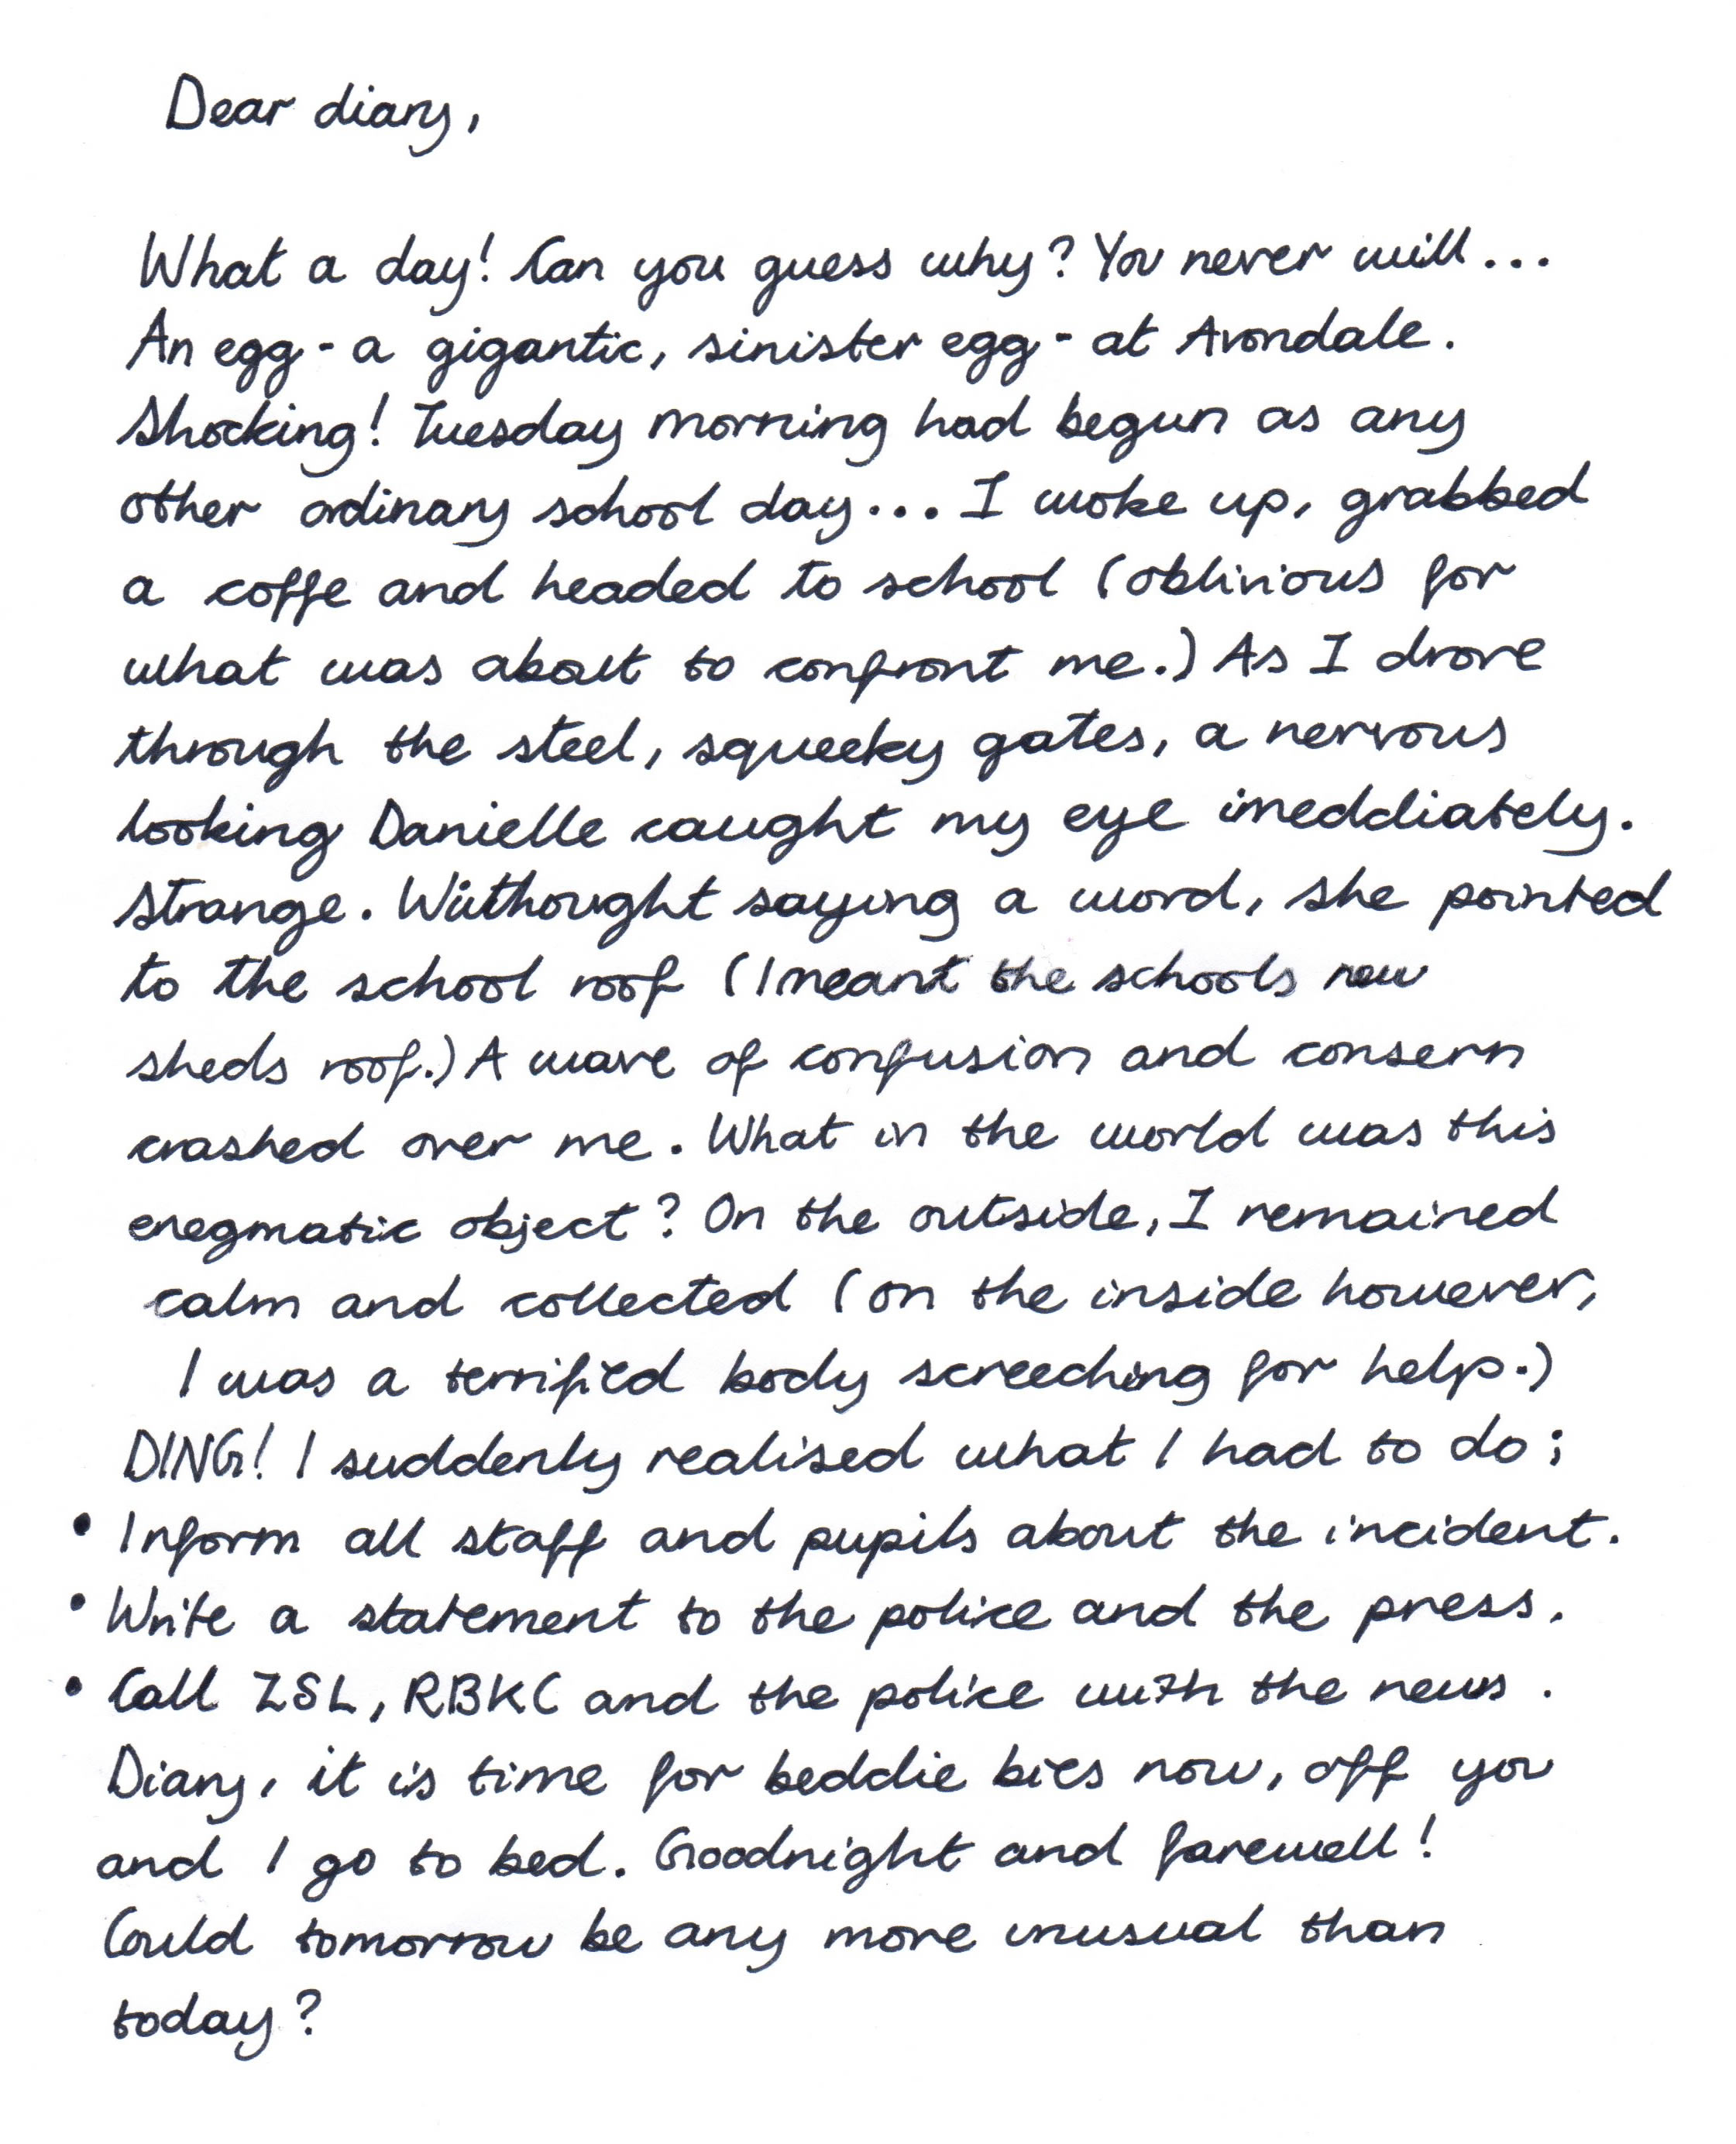 Dear diary,
What a day! Can you guess why? You never will...
An egg - a gigantic, sinister egg - at Avondale.
Shocking! Tuesday morning had begun as any
other ordinary school day... I woke up, grabbed
a coffe and headed to school (oblivious for
what was about to confront me.) As I drove
through the steel, squeeky gates, a nervous
looking Danielle caught my eye imeddiately.
Strange. Withought saying a word, she pointed
to the school roof (I meant the schools new
sheds roof.) A wave of confusion and consern
crashed over me. What in the world was this
enegmatic object? On the outside, I remained
calm and collected (on the inside however,
I was a terrified body screeching for help.)
DING! I suddenly realised what I had to do;
• Inform all staff and pupils about the incident.
• Write a statement to the police and the press.
• Call ZSL, RBKC and the police with the news.
Diary, it is time for beddie bies now, off you
and I go to bed. Goodnight and farewell!
Could tomorrow be any more unusual than
today?